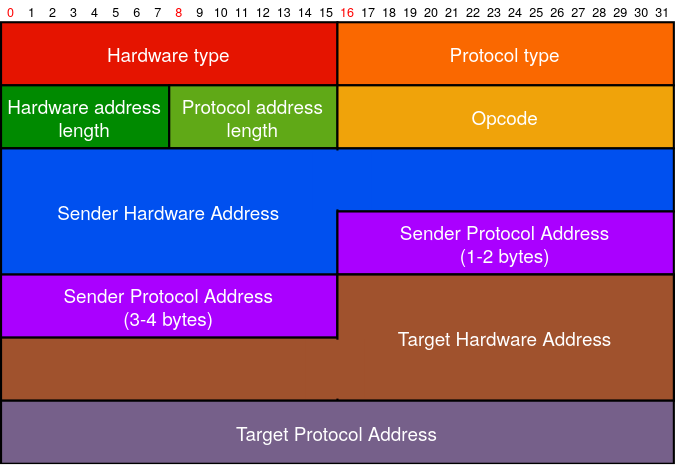 0 1 2 3 4 5 6 7 8 9 10 11 12 13 14 15 16 17 18 19 20 21 22 23 24 25 26 27 28 29 30 31
Hardware type
Protocol type
Hardware address
length
Protocol address
length
Opcode
Sender Hardware Address
Sender Protocol Address
(1-2 bytes)
Sender Protocol Address
(3-4 bytes)
Target Hardware Address
Target Protocol Address